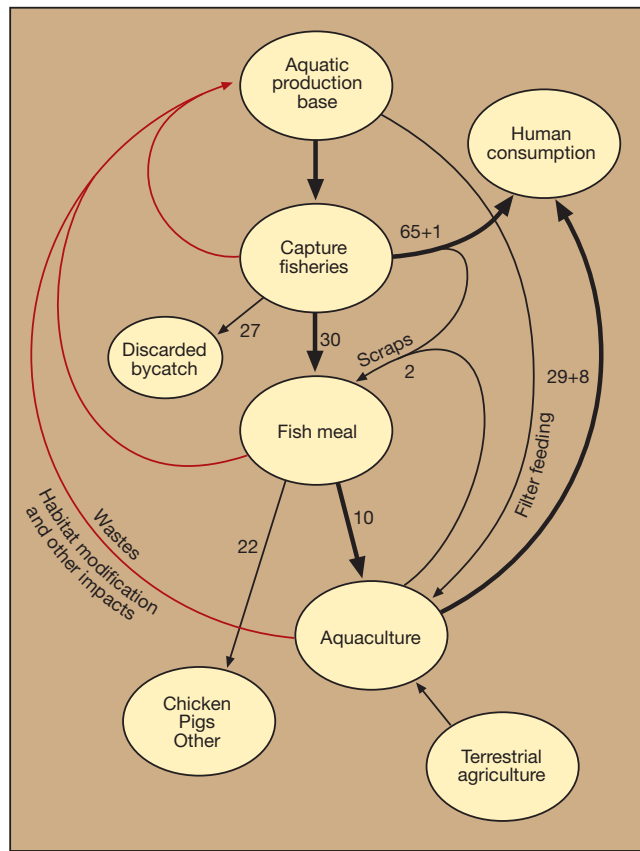 Aquatic
production
base
Human
consumption
65+1
Capture
fisheries
27
30
Scraps
2
Discarded
bycatch
29+8
Fish meal
Filter feeding
10
22
Wastes
Habitat modification
and other impacts
Aquaculture
Chicken
Pigs
Other
Terrestrial
agriculture